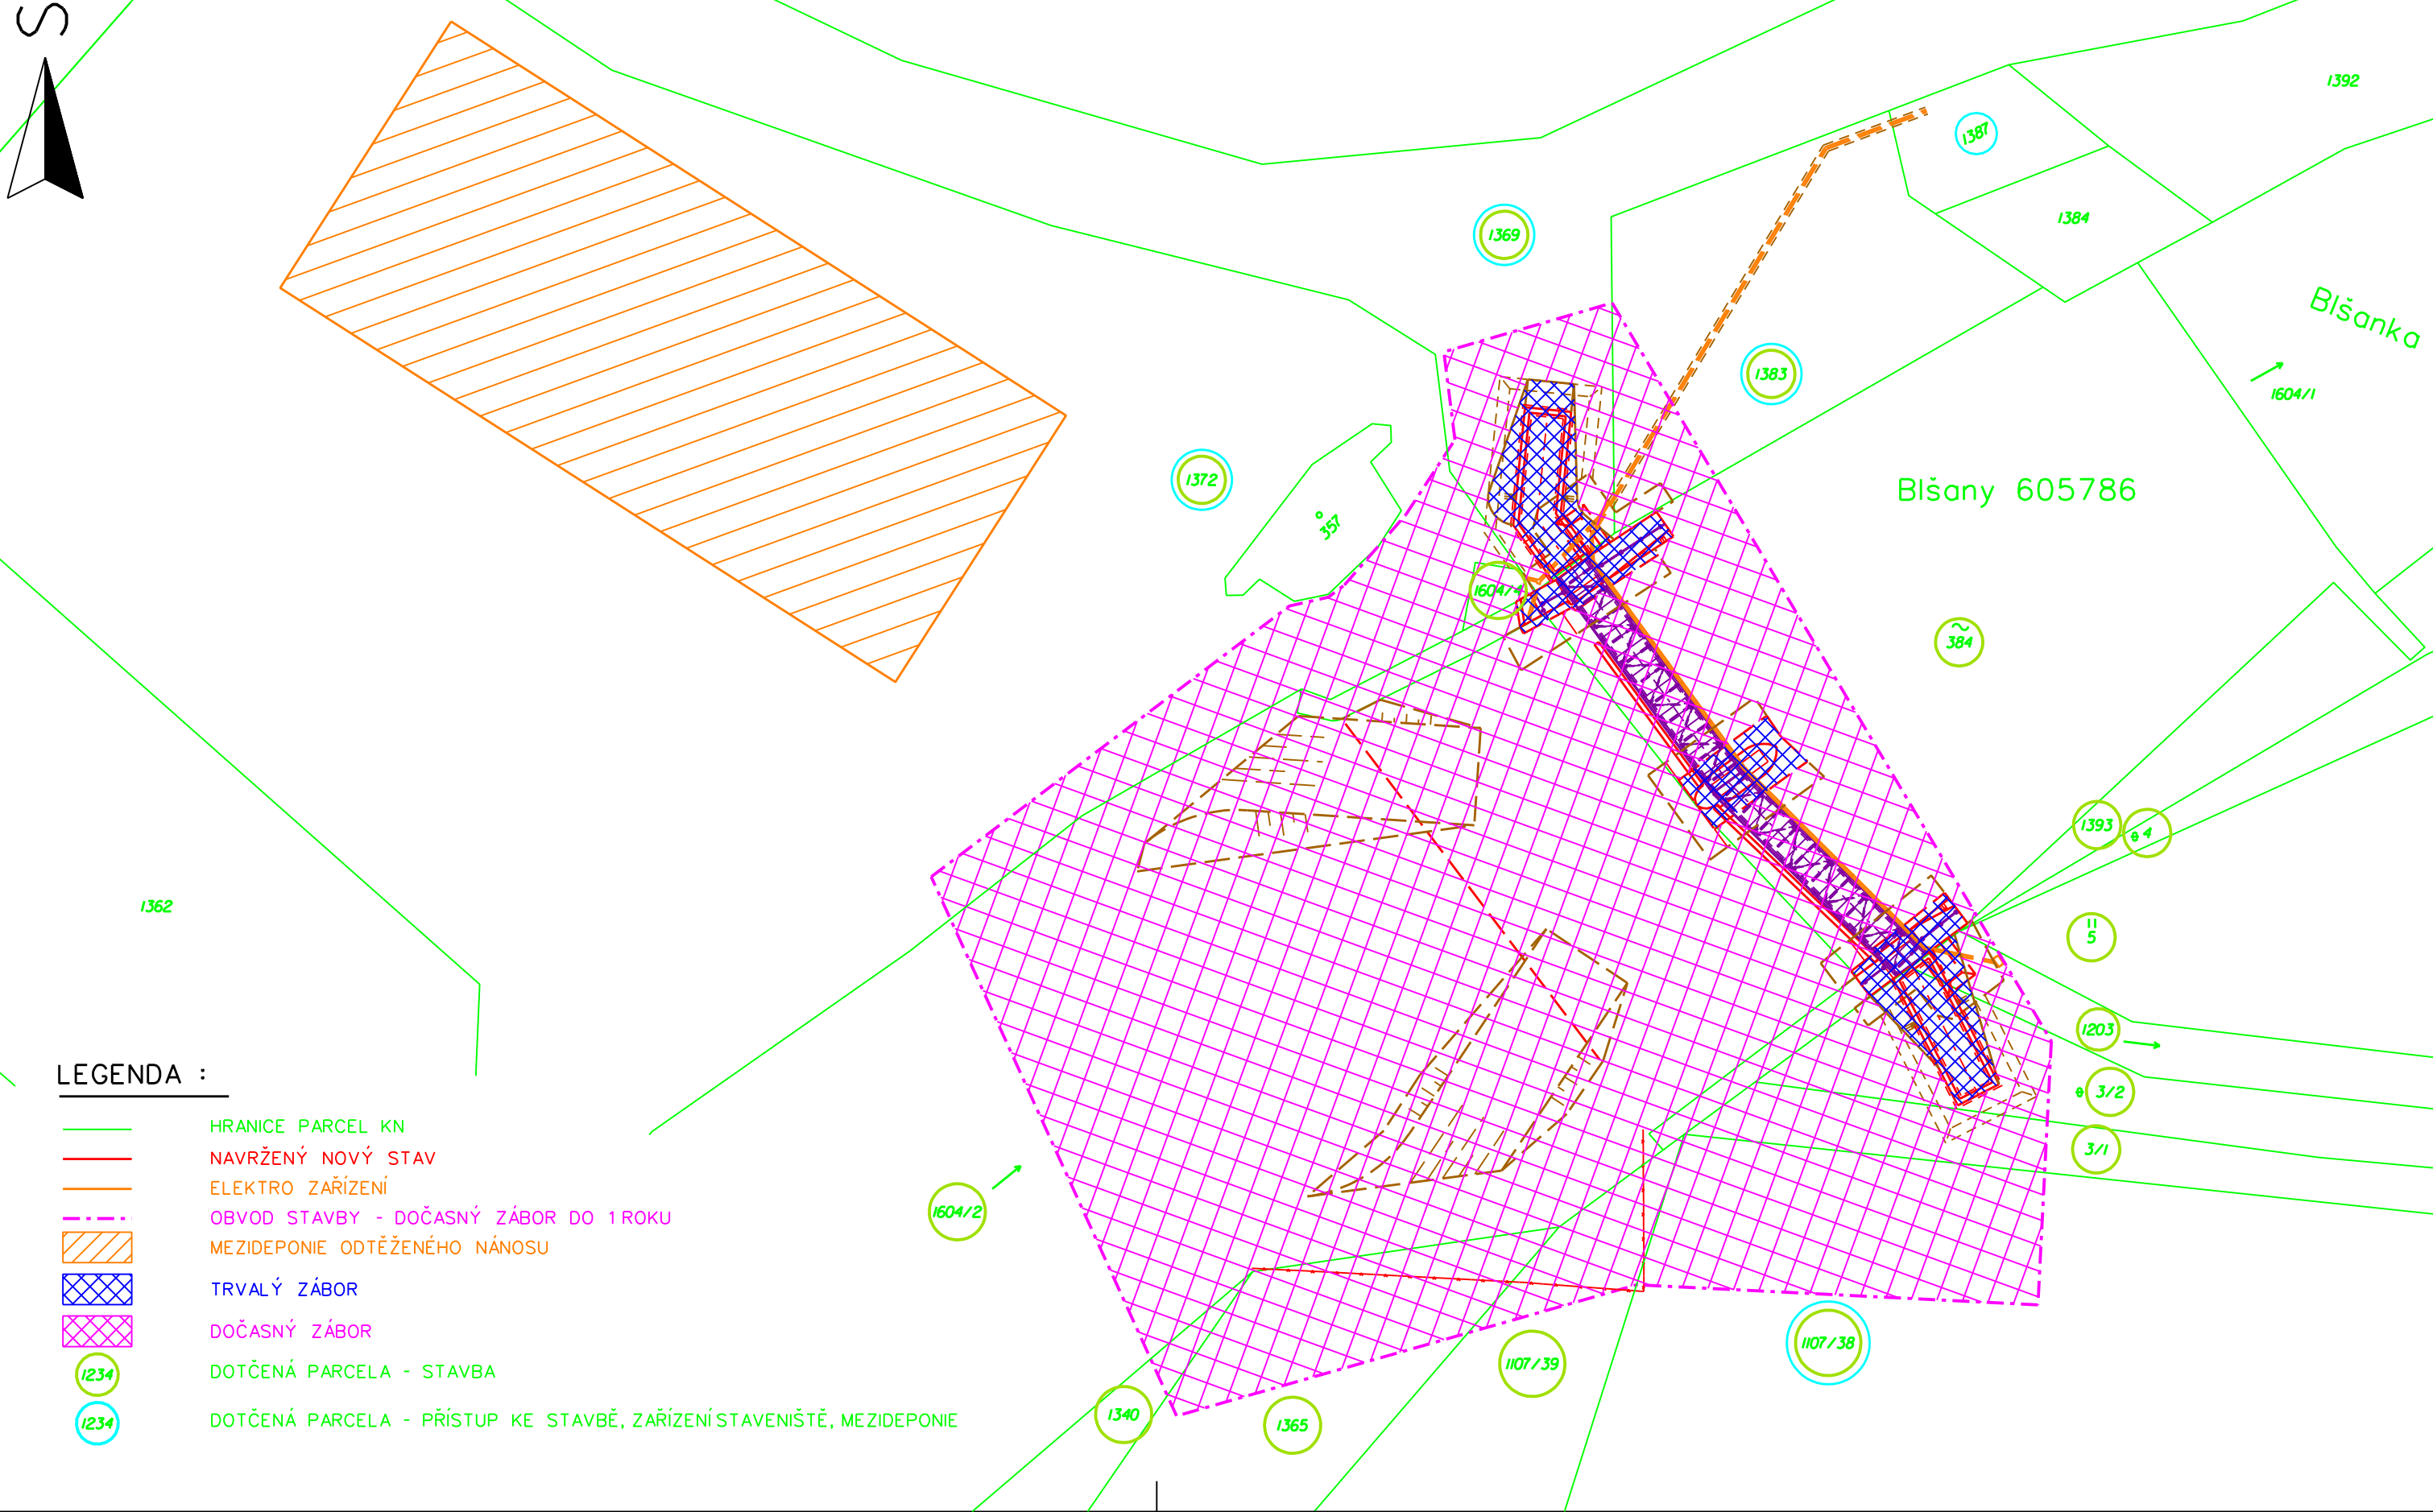 S
1392
1387
1384
1369
Blšanka
1383
1604/1
1372
Blšany 605786
357
1604/4
384
1393
4
1362
5
1203
3/2
3/1
1604/2
1107/38
1107/39
1340
1365
LEGENDA :
HRANICE PARCEL KN
NAVRŽENÝ NOVÝ STAV
ELEKTRO ZAŘÍZENÍ
OBVOD STAVBY - DOČASNÝ ZÁBOR DO 1 ROKU
MEZIDEPONIE ODTĚŽENÉHO NÁNOSU
TRVALÝ ZÁBOR
DOČASNÝ ZÁBOR
1234 DOTČENÁ PARCELA - STAVBA
1234 DOTČENÁ PARCELA - PŘÍSTUP KE STAVBĚ, ZAŘÍZENÍ STAVENIŠTĚ, MEZIDEPONIE